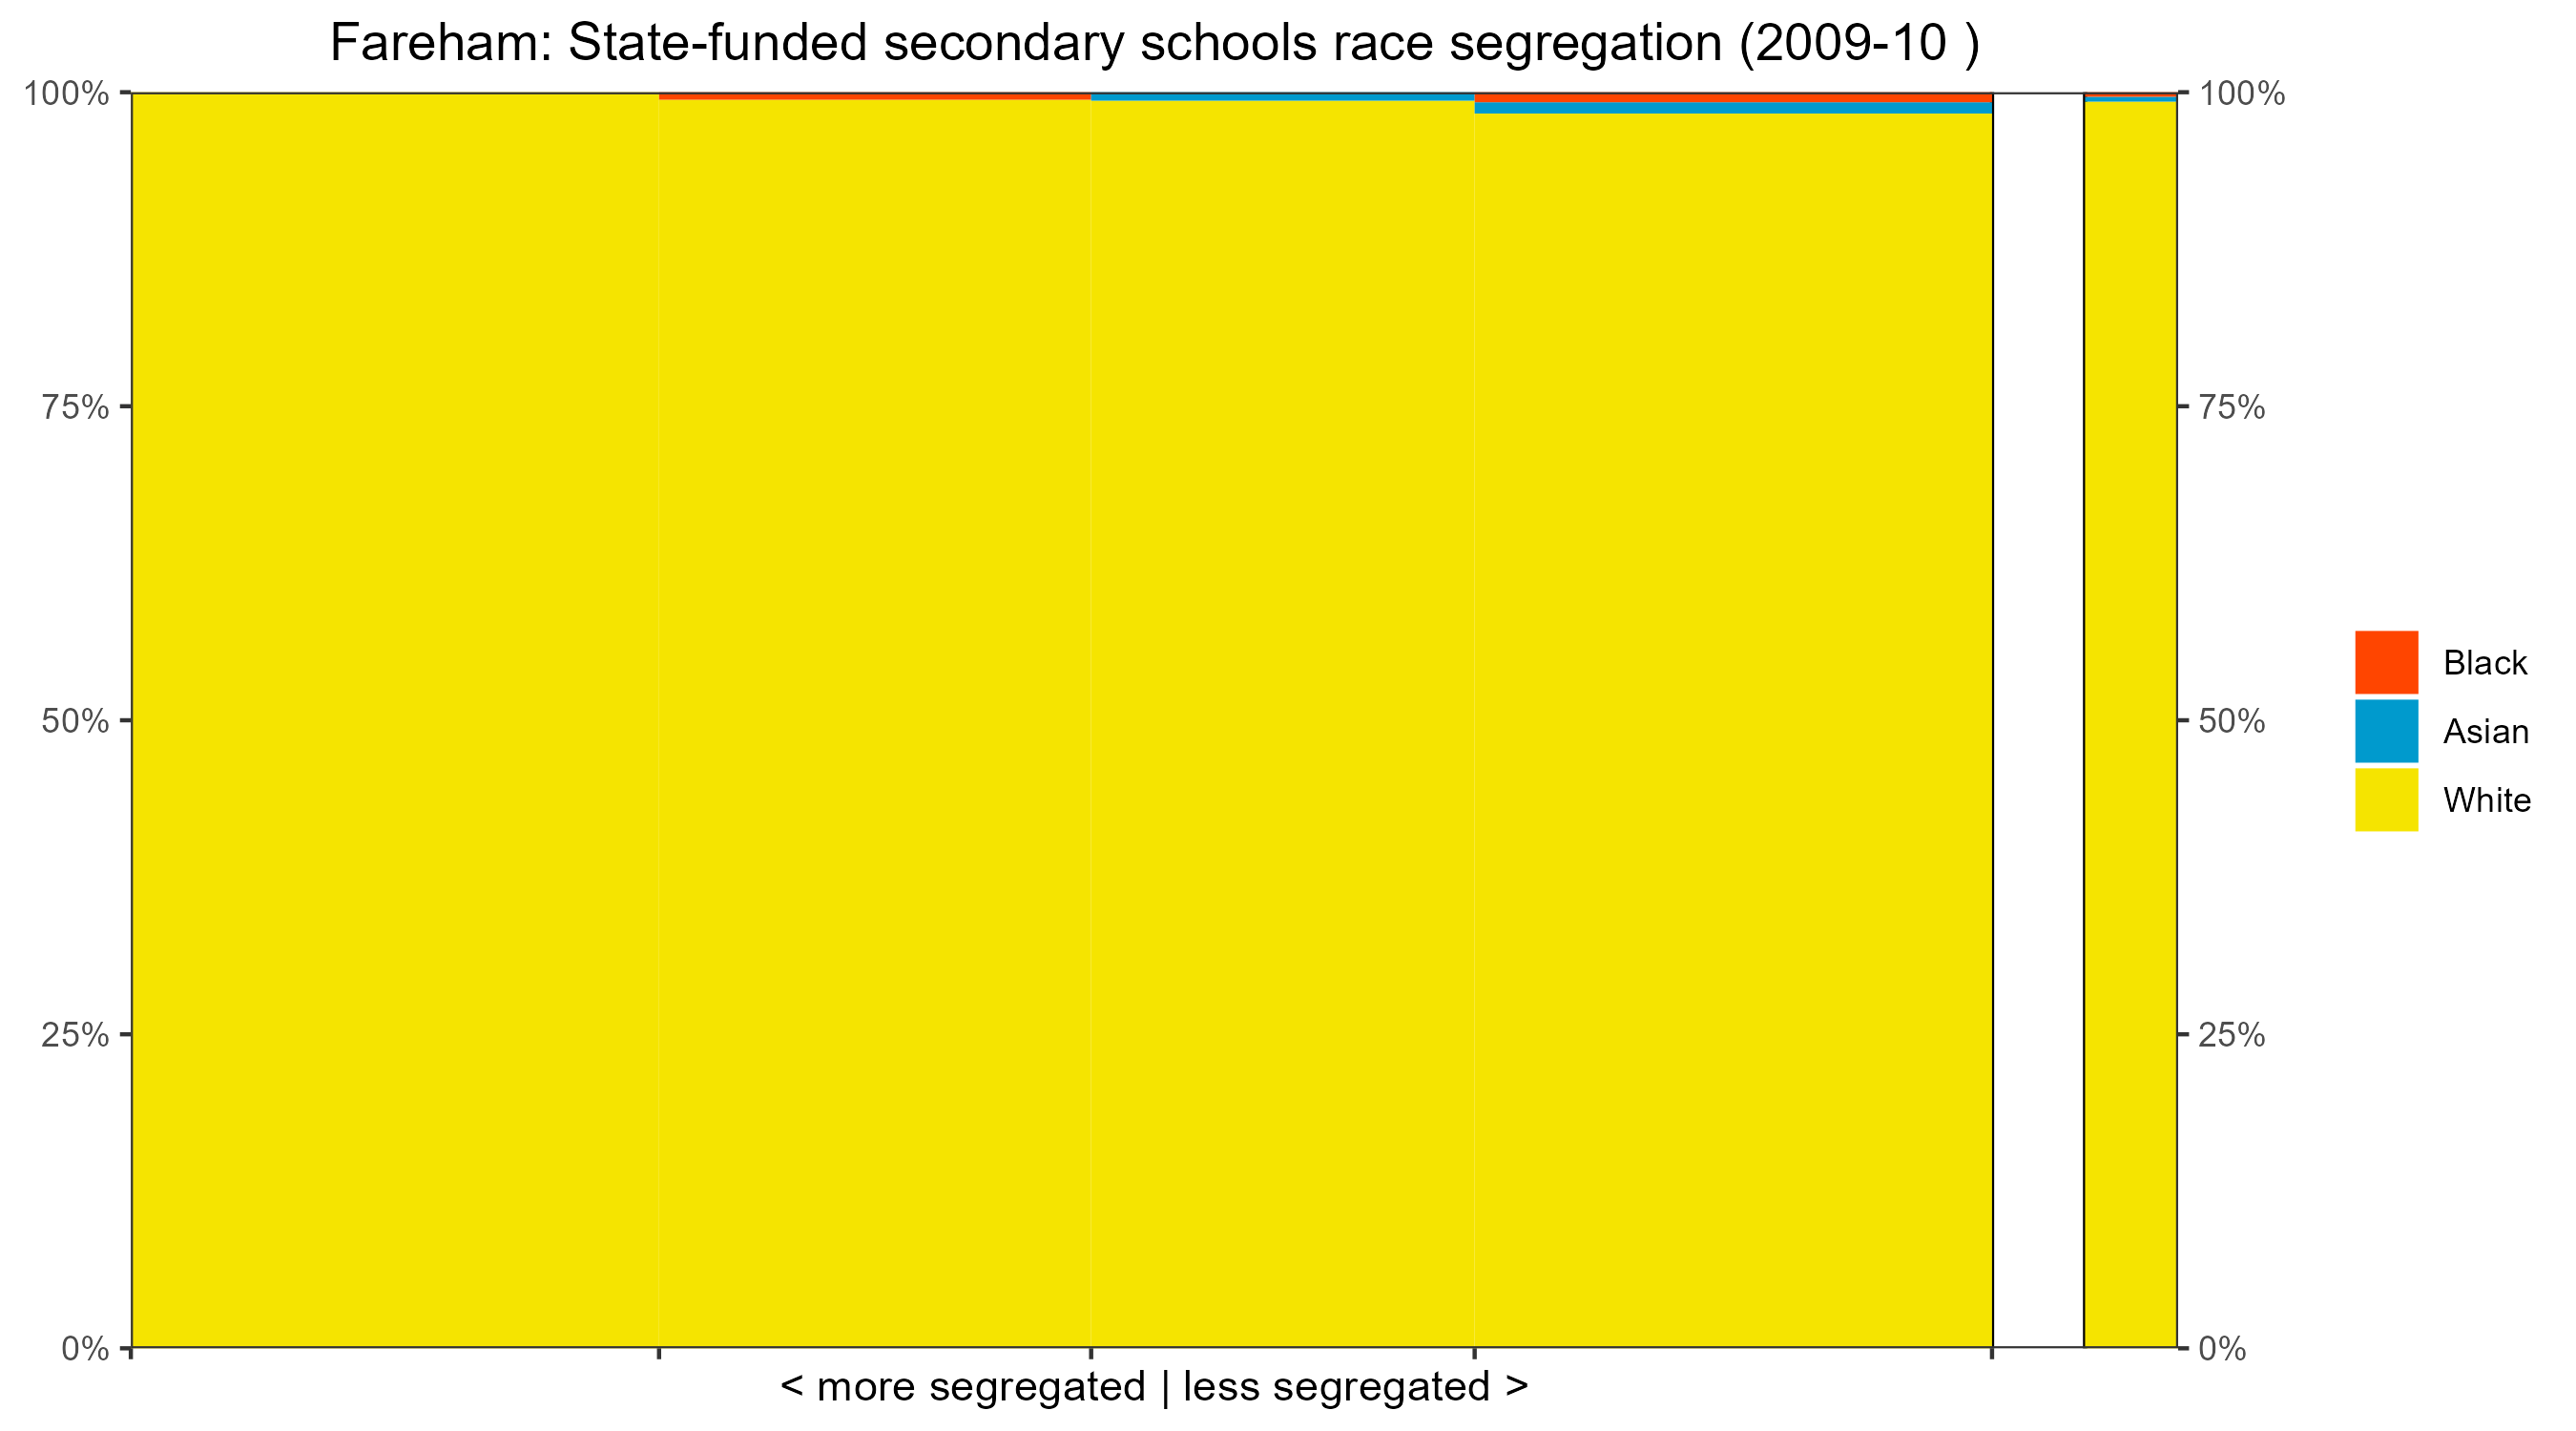 Fareham: State-funded secondary schools race segregation (2009-10 )
100%
75%
50%
25%
0%
100%
75%
50%
25%
0%
< more segregated | less segregated >
Black
Asian
White